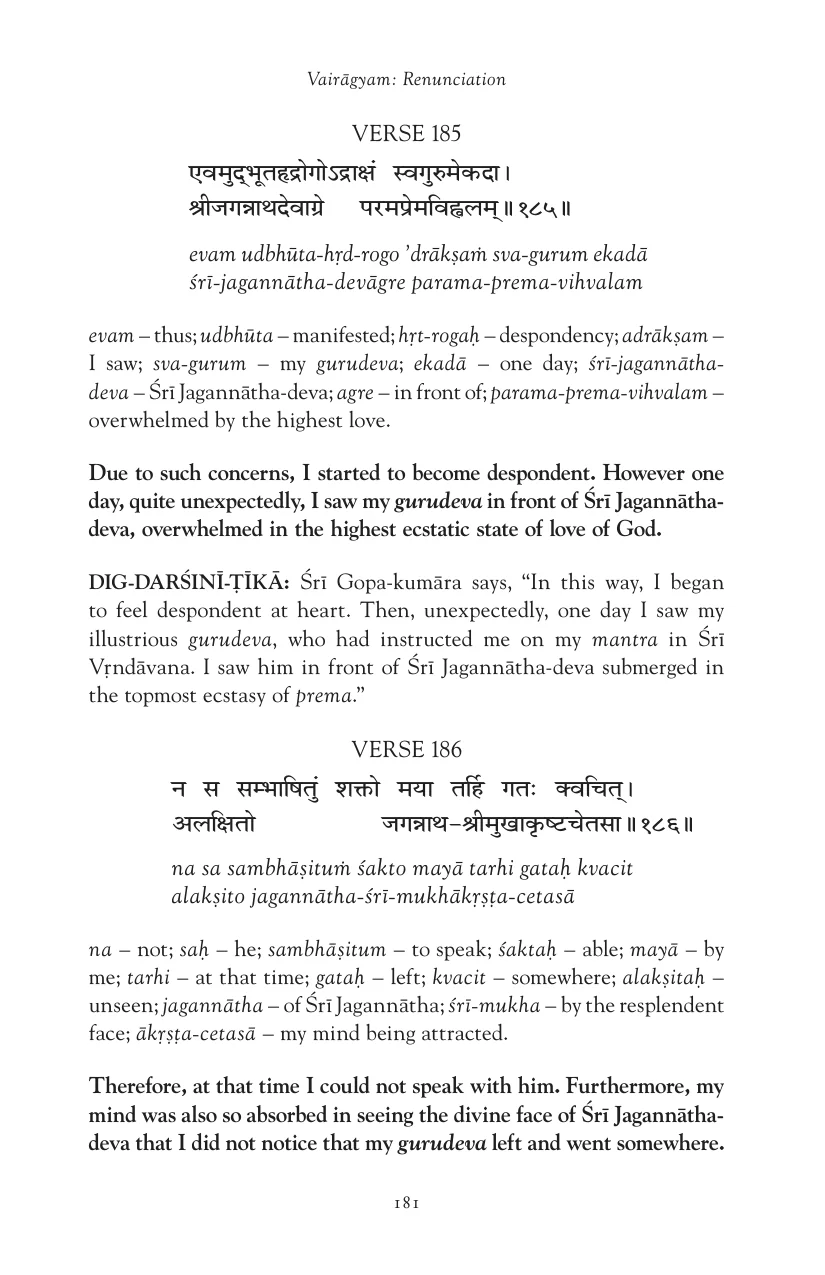 Vairāgyam: Renunciation
VERSE 185
एवमुद्भूतहृद्रोगोऽद्राक्षं स्वगुरुमेकदा।
श्रीजगन्नाथदेवाग्रे परमप्रेमविह्वलम्॥१८५॥
evam udbhūta-hṛd-rogo ’drākṣaṁ sva-gurum ekadā
śrī-jagannātha-devāgre parama-prema-vihvalam
evam – thus; udbhūta – manifested; hṛt-rogaḥ – despondency; adrākṣam –
I saw; sva-gurum – my gurudeva; ekadā – one day; śrī-jagannātha-
deva – Śrī Jagannātha-deva; agre – in front of; parama-prema-vihvalam –
overwhelmed by the highest love.
Due to such concerns, I started to become despondent. However one
day, quite unexpectedly, I saw my gurudeva in front of Śrī Jagannātha-
deva, overwhelmed in the highest ecstatic state of love of God.
DIG-DARŚINĪ-ṬĪKĀ: Śrī Gopa-kumāra says, “In this way, I began
to feel despondent at heart. Then, unexpectedly, one day I saw my
illustrious gurudeva, who had instructed me on my mantra in Śrī
Vṛndāvana. I saw him in front of Śrī Jagannātha-deva submerged in
the topmost ecstasy of prema.”
VERSE 186
न स सम्भाषितुं शक्तो मया तर्हि गतः क्वचित्।
अलक्षितो जगन्नाथ-श्रीमुखाकृष्टचेतसा॥१८६॥
na sa sambhāṣituṁ śakto mayā tarhi gataḥ kvacit
alakṣito jagannātha-śrī-mukhākṛṣṭa-cetasā
na – not; saḥ – he; sambhāṣitum – to speak; śaktaḥ – able; mayā – by
me; tarhi – at that time; gataḥ – left; kvacit – somewhere; alakṣitaḥ –
unseen; jagannātha – of Śrī Jagannātha; śrī-mukha – by the resplendent
face; ākṛṣṭa-cetasā – my mind being attracted.
Therefore, at that time I could not speak with him. Furthermore, my
mind was also so absorbed in seeing the divine face of Śrī Jagannātha-
deva that I did not notice that my gurudeva left and went somewhere.
181